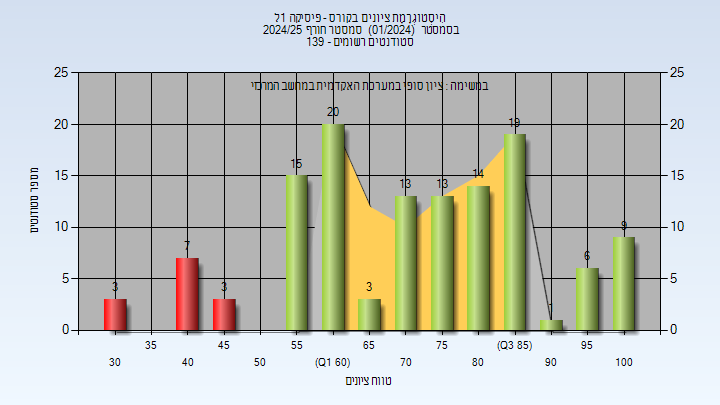 היסטוגרמת ציונים בקורס - פיסיקה 1ל
בסמסטר (01/2024) סמסטר חורף 2024/25
סטודנטים רשומים - 139
במשימה : ציון סופי במערכת האקדמית במחשב המרכזי
מספר סטודנטים
25 25
20 20
15 15
10 10
5 5
0 0
3 7 3 15 20 3 13 13 14 19 1 6 9
35 45 55 65 75 (Q3 85) 95
30 40 50 (Q1 60) 70 80 90 100
טווח ציונים